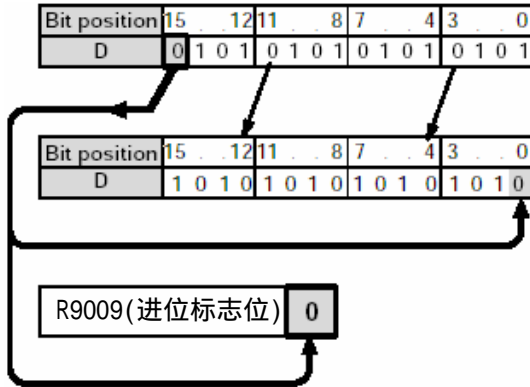 Bit position 15 . . 12 11 . . 8 7 . . 4 3 . . 0
D 0 1 0 1 0 1 0 1 0 1 0 1 0 1 0 1
Bit position 15 . . 12 11 . . 8 7 . . 4 3 . . 0
D 1 0 1 0 1 0 1 0 1 0 1 0 1 0 1 0
R9009(进位标志位) 0